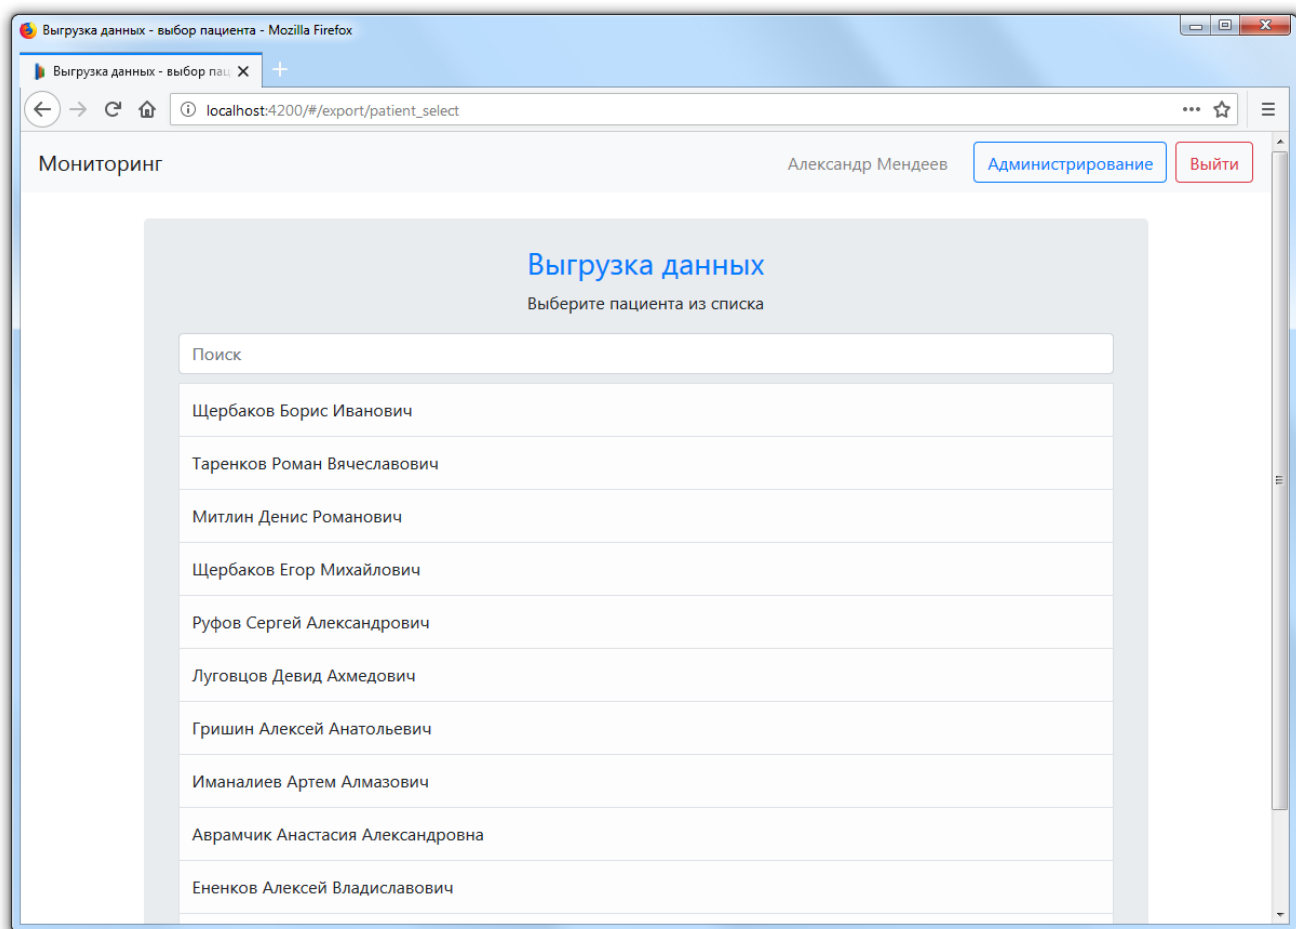 Выгрузка данных - выбор пациента - Mozilla Firefox
Выгрузка данных - выбор пац
localhost:4200/#/export/patient_select
Мониторинг
Александр Мендеев
Администрирование
Выйти
Выгрузка данных
Выберите пациента из списка
Поиск
Щербаков Борис Иванович
Таренков Роман Вячеславович
Митлин Денис Романович
Щербаков Егор Михайлович
Руфов Сергей Александрович
Луговцов Девид Ахмедович
Гришин Алексей Анатольевич
Иманалиев Артем Алмазович
Аврамчик Анастасия Александровна
Ененков Алексей Владиславович